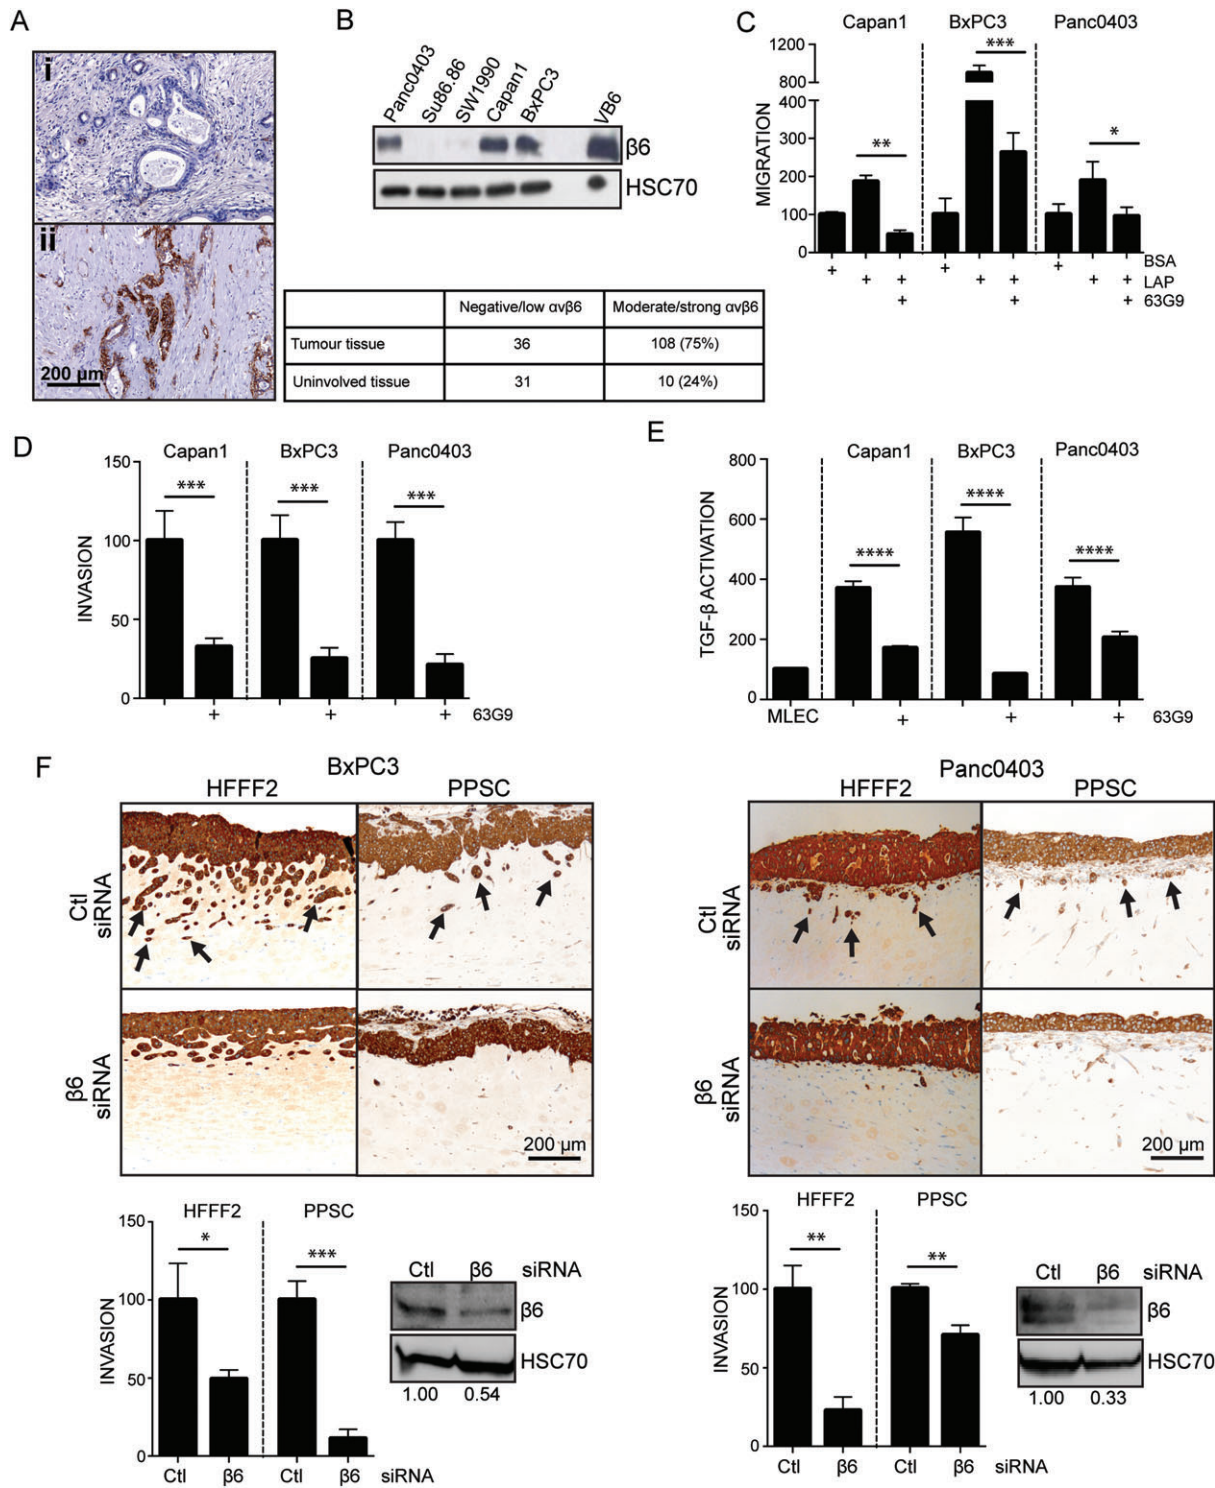 A
i
ii
200 μm
B
Panc0403
Su86.86
SW1990
Capan1
BxPC3
VB6
β6
HSC70
Negative/low αvβ6 Moderate/strong αvβ6
Tumour tissue 36 108 (75%)
Uninvolved tissue 31 10 (24%)
C
Capan1 BxPC3 Panc0403
MIGRATION
1200
800
400
300
200
100
0
** *** *
+ + + BSA
+ + + + + + LAP
+ + + 63G9
D
Capan1 BxPC3 Panc0403
INVASION
150
100
50
0
*** *** ***
+ + + 63G9
E
Capan1 BxPC3 Panc0403
TGF-β ACTIVATION
800
600
400
200
0
**** **** ****
MLEC + + + 63G9
F
BxPC3
HFFF2 PPSC
Ctl
siRNA
β6
siRNA
200 μm
Panc0403
HFFF2 PPSC
Ctl
siRNA
β6
siRNA
200 μm
HFFF2 PPSC
INVASION
150
100
50
0
* ***
Ctl β6 Ctl β6 siRNA
Ctl β6 siRNA
β6
HSC70
1.00 0.54
HFFF2 PPSC
INVASION
150
100
50
0
** **
Ctl β6 Ctl β6 siRNA
Ctl β6 siRNA
β6
HSC70
1.00 0.33